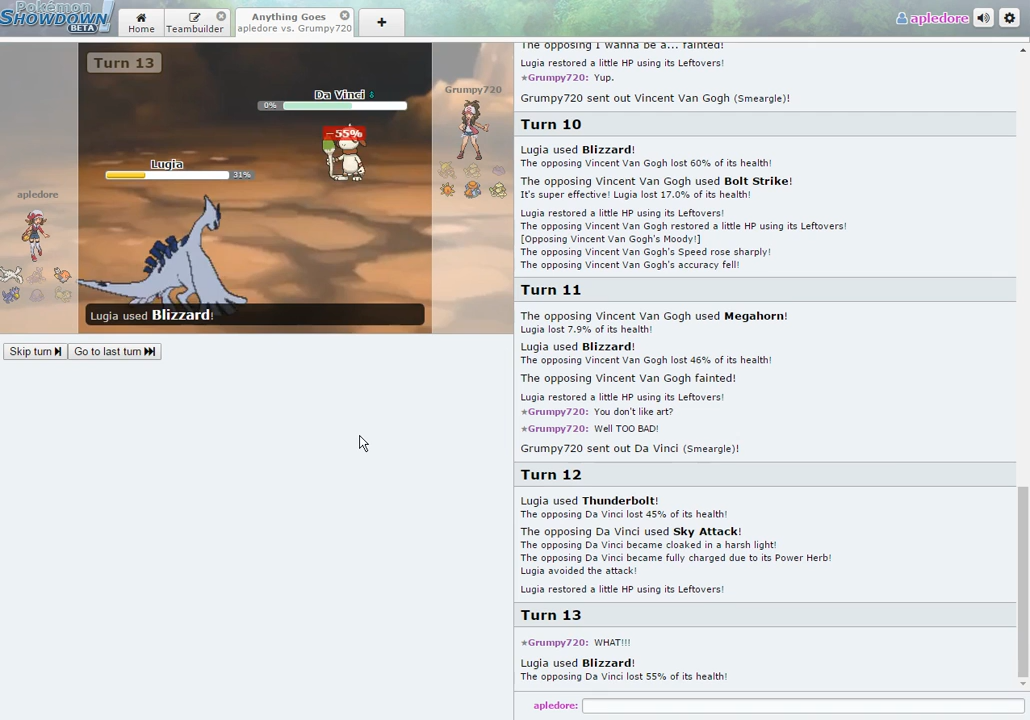 Pokémon
SHOWDOWN
BETA
Home
Teambuilder
Anything Goes
apledore vs. Grumpy720
+
apledore
Turn 13
Da Vinci
0%
−55%
Lugia
31%
apledore
Grumpy720
Lugia used Blizzard!
Skip turn
Go to last turn
The opposing I wanna be a... fainted!
Lugia restored a little HP using its Leftovers!
★Grumpy720: Yup.
Grumpy720 sent out Vincent Van Gogh (Smeargle)!
Turn 10
Lugia used Blizzard!
The opposing Vincent Van Gogh lost 60% of its health!
The opposing Vincent Van Gogh used Bolt Strike!
It's super effective! Lugia lost 17.0% of its health!
Lugia restored a little HP using its Leftovers!
The opposing Vincent Van Gogh restored a little HP using its Leftovers!
[Opposing Vincent Van Gogh's Moody!]
The opposing Vincent Van Gogh's Speed rose sharply!
The opposing Vincent Van Gogh's accuracy fell!
Turn 11
The opposing Vincent Van Gogh used Megahorn!
Lugia lost 7.9% of its health!
Lugia used Blizzard!
The opposing Vincent Van Gogh lost 46% of its health!
The opposing Vincent Van Gogh fainted!
Lugia restored a little HP using its Leftovers!
★Grumpy720: You don't like art?
★Grumpy720: Well TOO BAD!
Grumpy720 sent out Da Vinci (Smeargle)!
Turn 12
Lugia used Thunderbolt!
The opposing Da Vinci lost 45% of its health!
The opposing Da Vinci used Sky Attack!
The opposing Da Vinci became cloaked in a harsh light!
The opposing Da Vinci became fully charged due to its Power Herb!
Lugia avoided the attack!
Lugia restored a little HP using its Leftovers!
Turn 13
★Grumpy720: WHAT!!!
Lugia used Blizzard!
The opposing Da Vinci lost 55% of its health!
apledore: